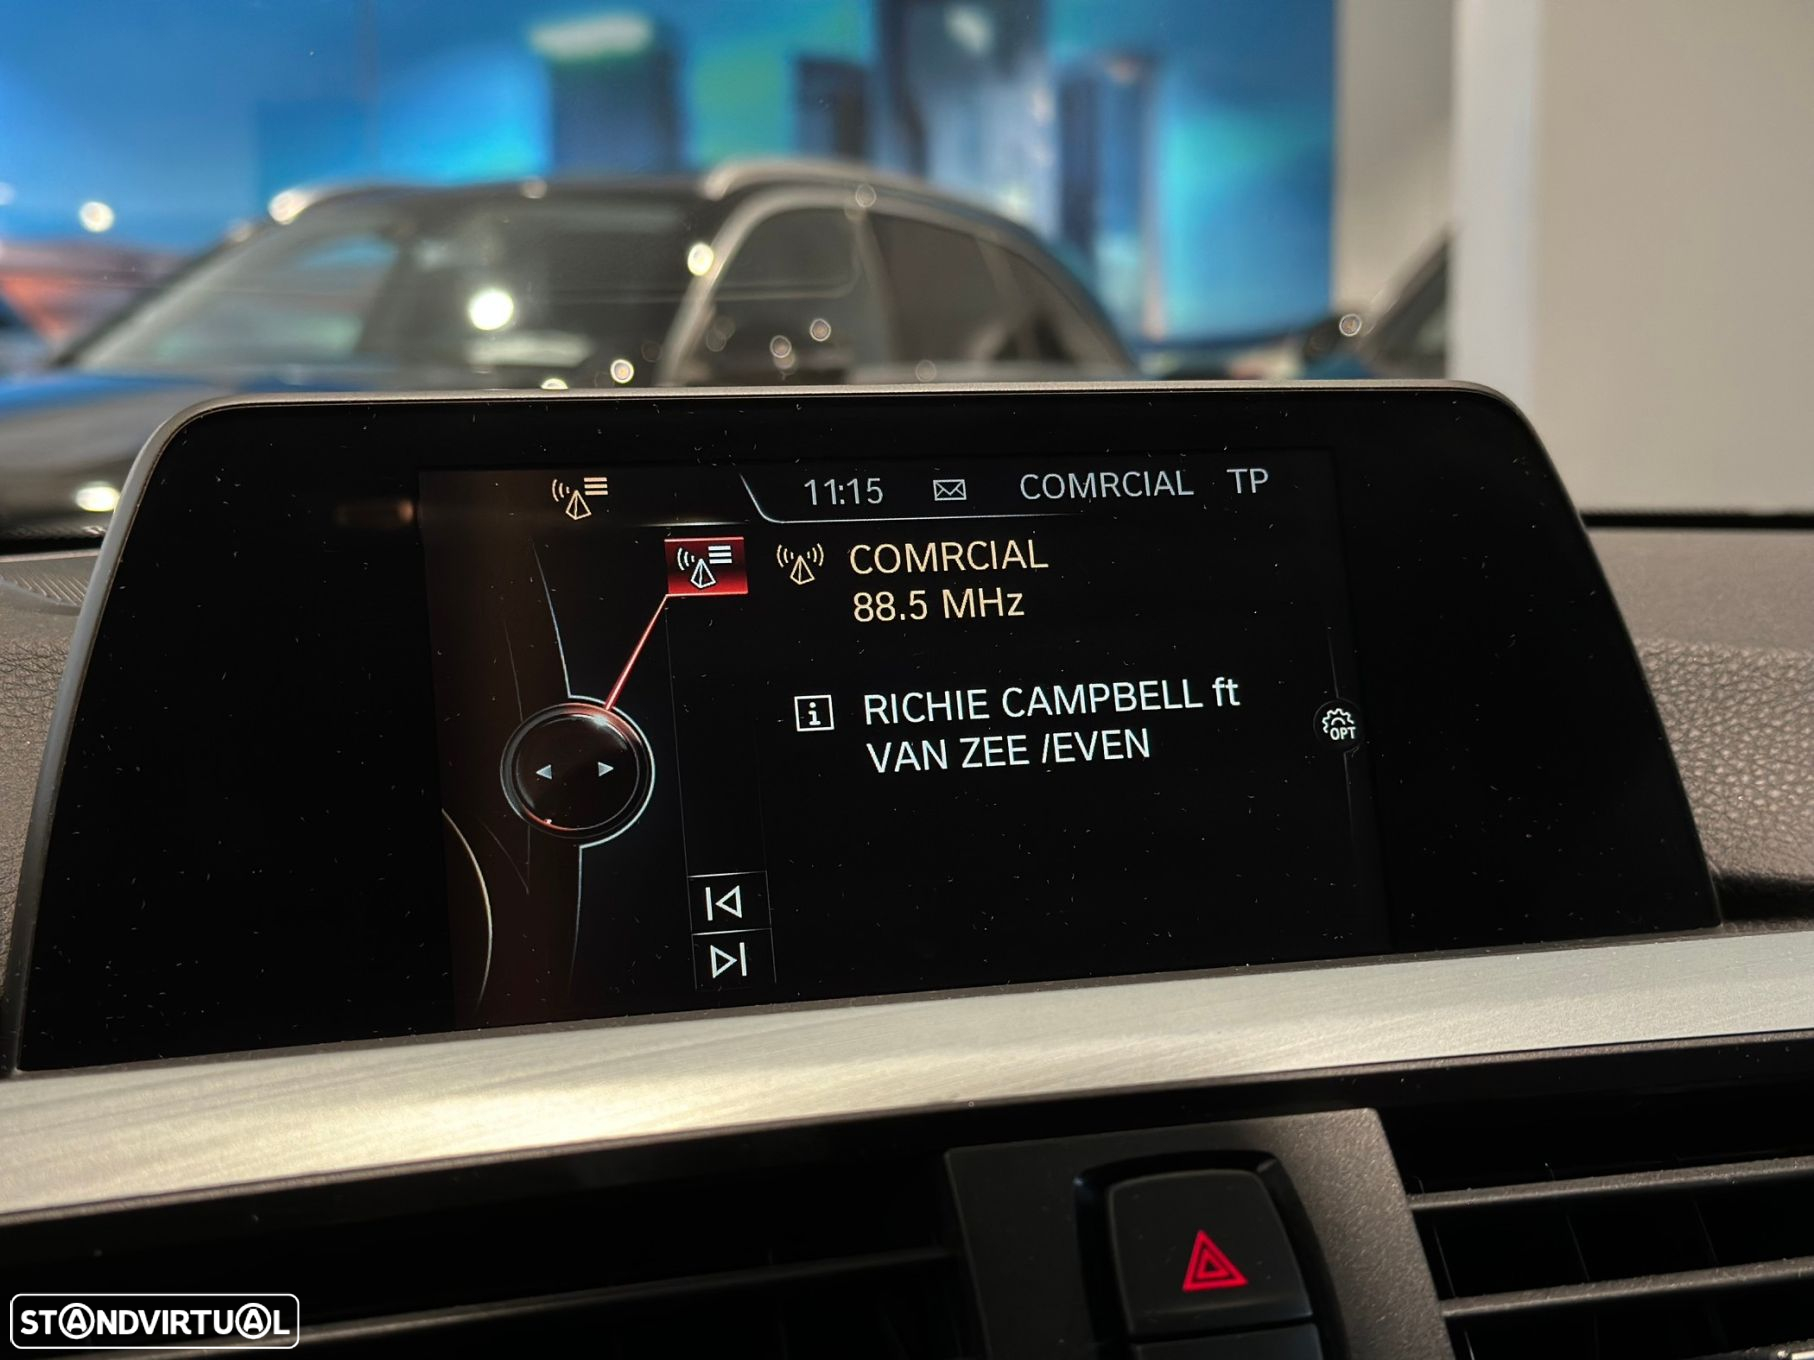 11:15 COMRCIAL TP
COMRCIAL
88.5 MHz
i RICHIE CAMPBELL ft
VAN ZEE /EVEN
OPT
STANDVIRTUAL